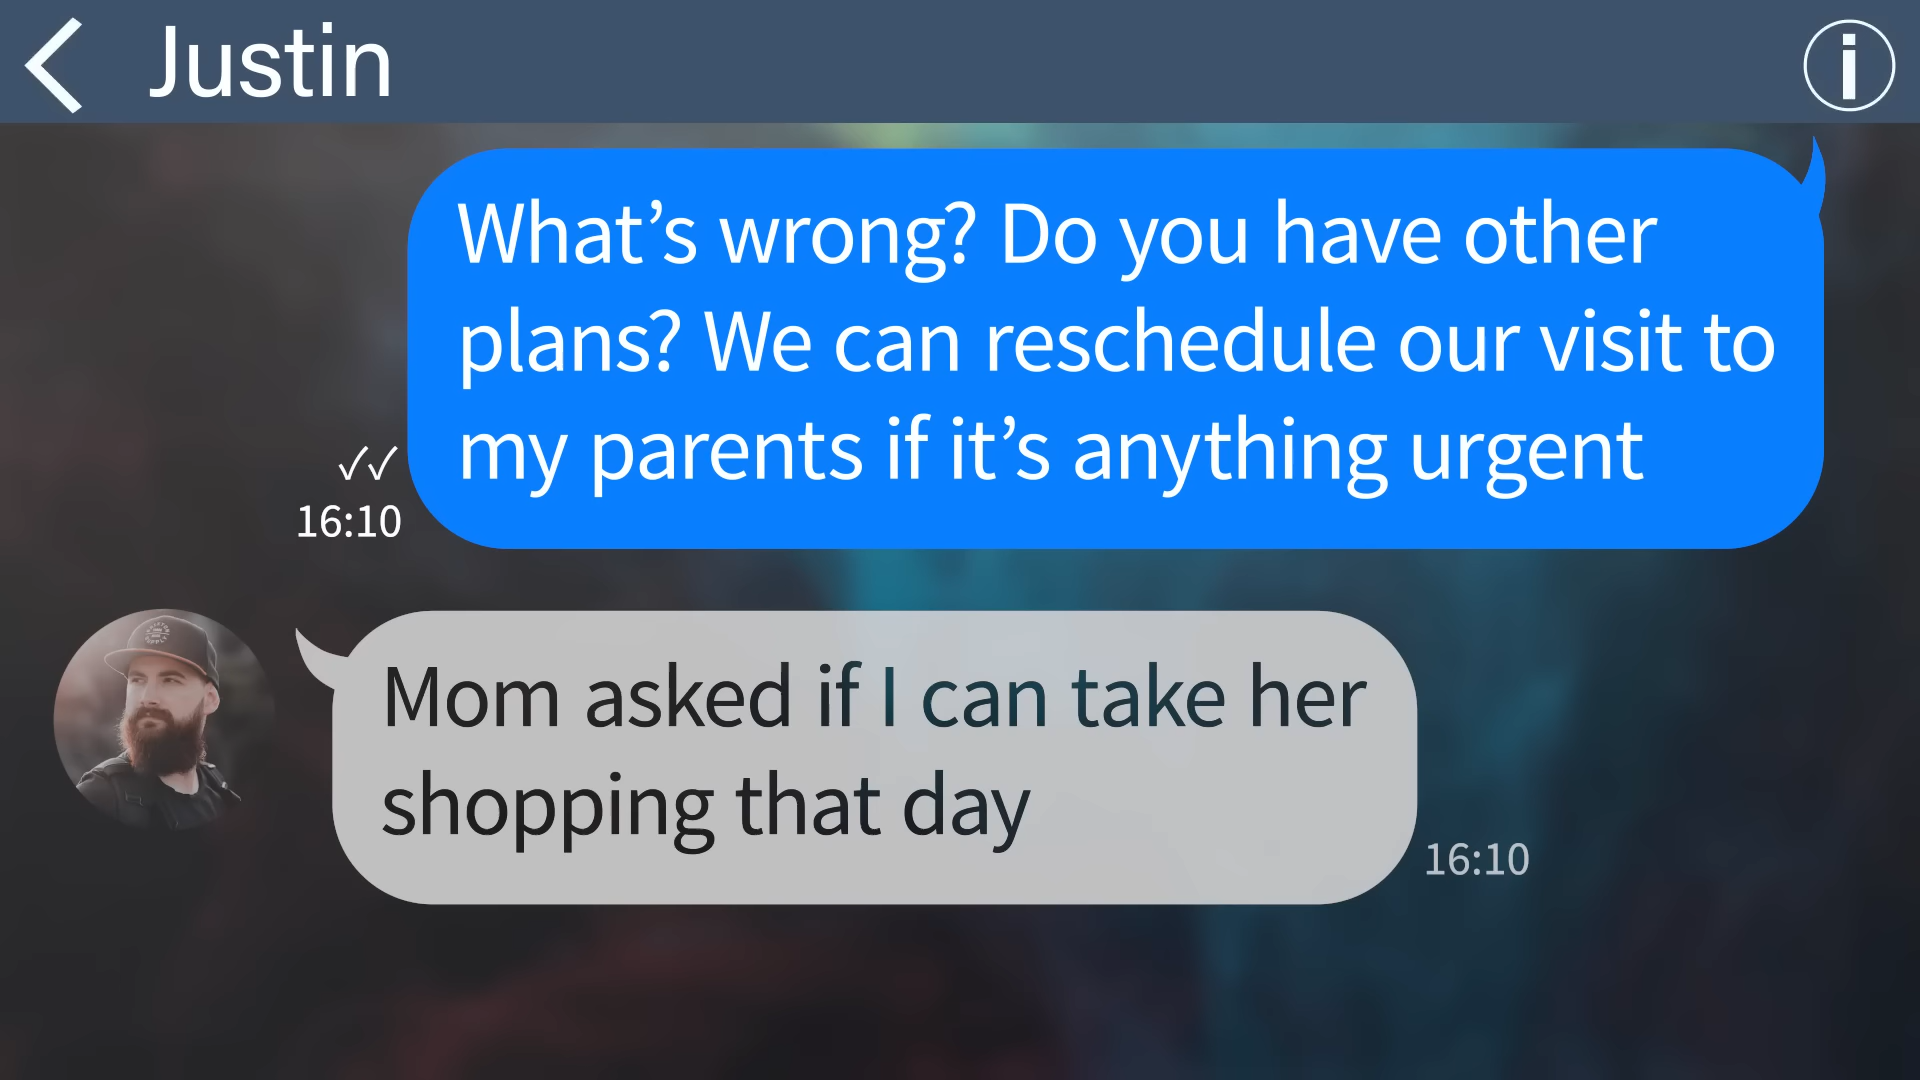 Justin
What’s wrong? Do you have other
plans? We can reschedule our visit to
my parents if it’s anything urgent
✓✓
16:10
Mom asked if I can take her
shopping that day
16:10